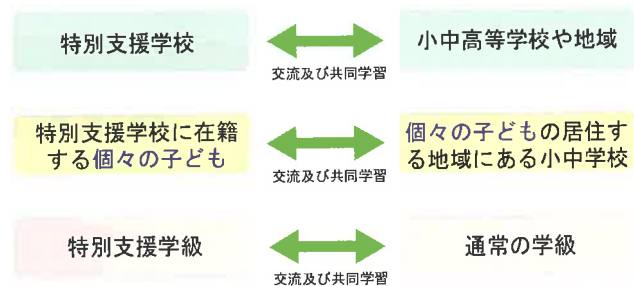 特別支援学校
小中高等学校や地域
交流及び共同学習
特別支援学校に在籍
する個々の子ども
個々の子どもの居住す
る地域にある小中学校
交流及び共同学習
特別支援学級
通常の学級
交流及び共同学習